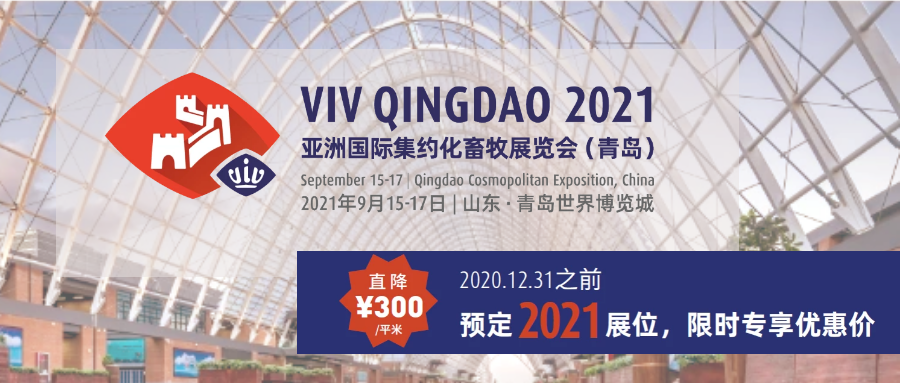 VIV QINGDAO 2021
亚洲国际集约化畜牧展览会（青岛）
September 15-17 | Qingdao Cosmopolitan Exposition, China
2021年9月15-17日 | 山东 · 青岛世界博览城
viv
直降
¥300
/平米
2020.12.31之前
预定2021展位，限时专享优惠价